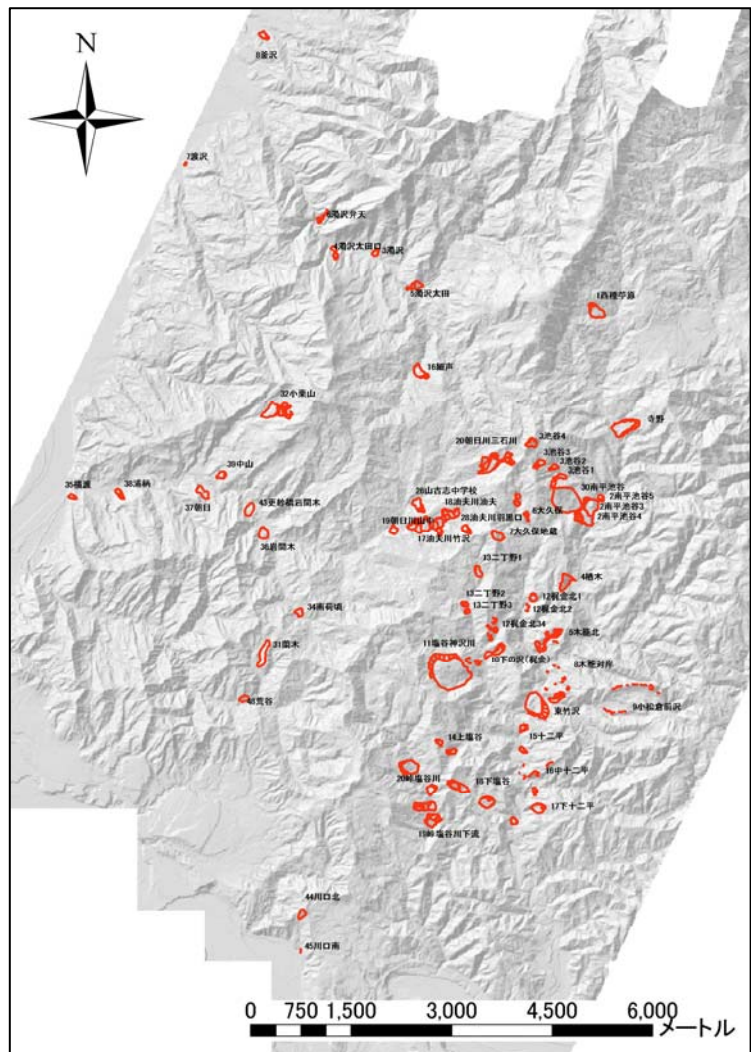 N
8釜沢
7渡沢
6濁沢弁天
4濁沢太田口
3濁沢
5濁沢太田
1西種苧原
32小栗山
寺野
20朝日川三石川
3池谷4
3池谷3
3池谷2
3池谷1
39中山
35横渡
38浦柄
37朝日
26山古志中学校
18油夫川油夫
30南平池谷
2南平池谷5
2南平池谷3
2南平池谷4
6大久保
19朝日川山中
28油夫川羽黒口
17油夫川竹沢
7大久保地蔵
36岩間木
13二丁野1
4楢木
13二丁野2
13二丁野3
12梶金北1
12梶金北2
34南荷頃
12梶金北34
5木籠北
11塩谷神沢川
31間木
10下の沢(梶金)
8木籠対岸
9小松倉前沢
東竹沢
40荒谷
14上塩谷
15十二平
20峠塩谷川
16中十二平
18下塩谷
17下十二平
19峠塩谷川下流
44川口北
45川口南
0 750 1,500 3,000 4,500 6,000
メートル